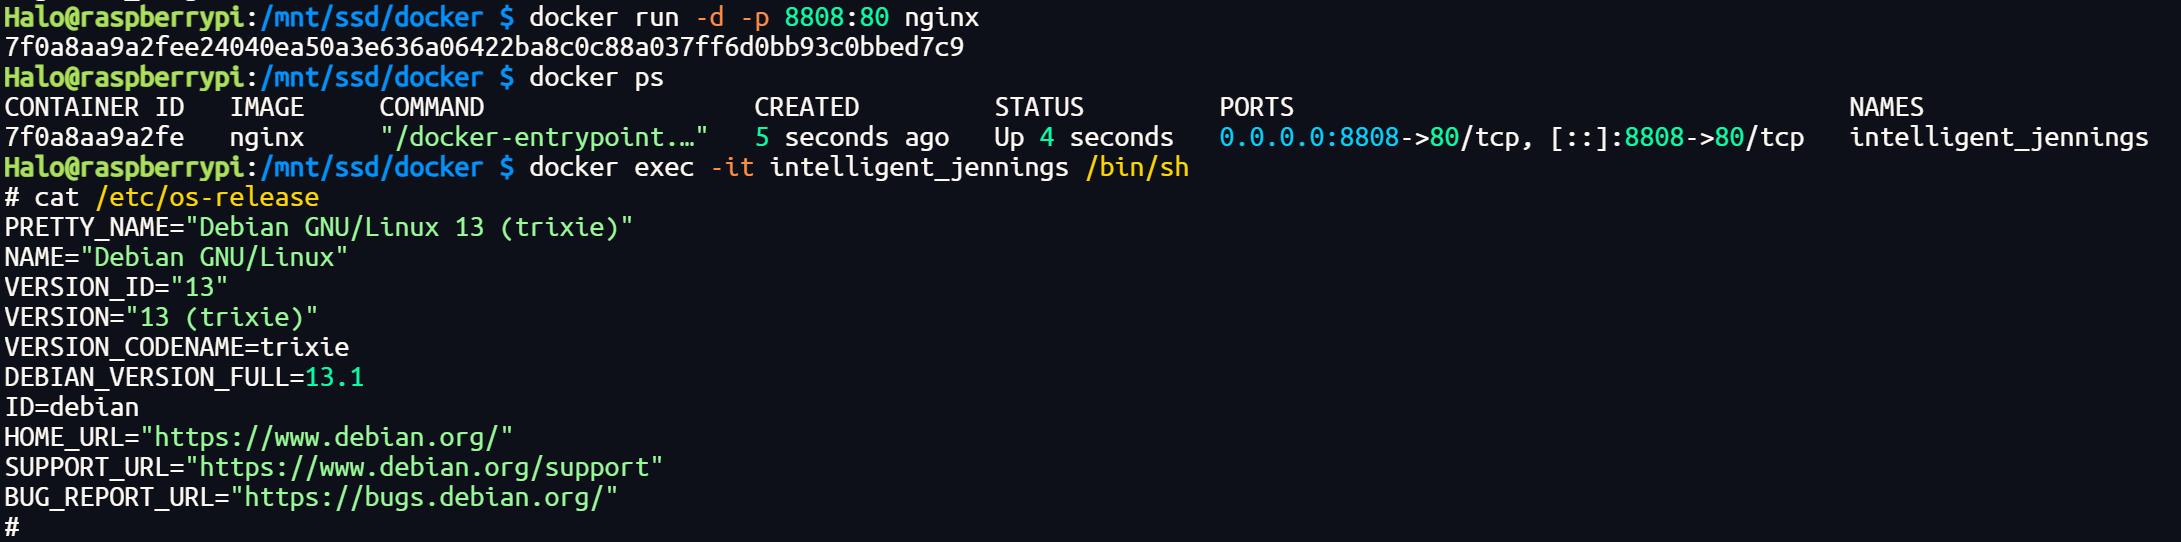 Halo@raspberrypi:/mnt/ssd/docker $ docker run -d -p 8808:80 nginx
7f0a8aa9a2fee24040ea50a3e636a06422ba8c0c88a037ff6d0bb93c0bbed7c9
Halo@raspberrypi:/mnt/ssd/docker $ docker ps
CONTAINER ID   IMAGE     COMMAND                  CREATED         STATUS         PORTS                                     NAMES
7f0a8aa9a2fe   nginx     "/docker-entrypoint.…"   5 seconds ago   Up 4 seconds   0.0.0.0:8808->80/tcp, [::]:8808->80/tcp   intelligent_jennings
Halo@raspberrypi:/mnt/ssd/docker $ docker exec -it intelligent_jennings /bin/sh
# cat /etc/os-release
PRETTY_NAME="Debian GNU/Linux 13 (trixie)"
NAME="Debian GNU/Linux"
VERSION_ID="13"
VERSION="13 (trixie)"
VERSION_CODENAME=trixie
DEBIAN_VERSION_FULL=13.1
ID=debian
HOME_URL="https://www.debian.org/"
SUPPORT_URL="https://www.debian.org/support"
BUG_REPORT_URL="https://bugs.debian.org/"
#